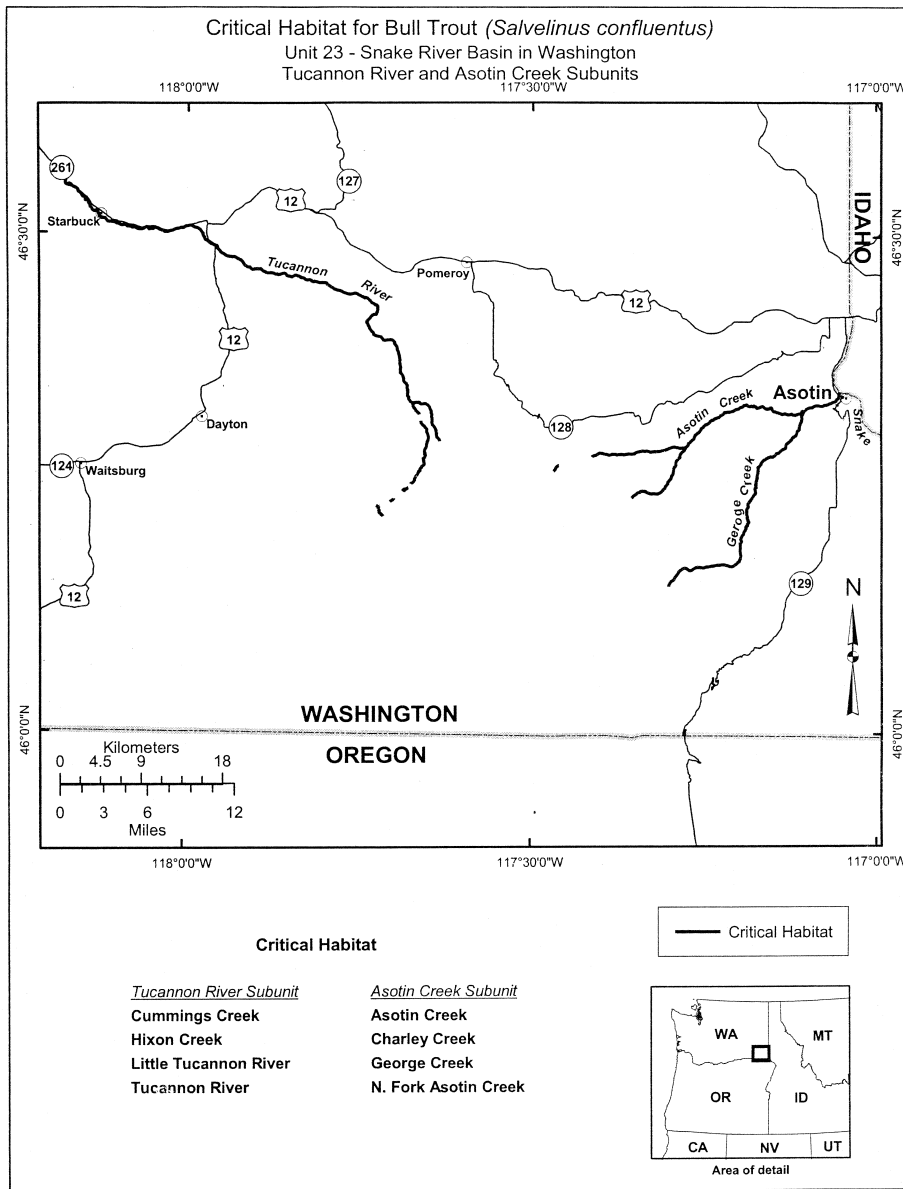 Critical Habitat for Bull Trout (Salvelinus confluentus)
Unit 23 - Snake River Basin in Washington
Tucannon River and Asotin Creek Subunits
118°0'0"W
117°30'0"W
117°0'0"W
261
127
12
IDAHO
Starbuck
46°30'0"N
46°30'0"N
Tucannon River
Pomeroy
12
12
Asotin
Asotin Creek
Snake
Dayton
128
124
Waitsburg
Geroge Creek
12
129
N
WASHINGTON
46°0'0"N
46°0'0"N
OREGON
Kilometers
0 4.5 9 18
0 3 6 12
Miles
118°0'0"W
117°30'0"W
117°0'0"W
Critical Habitat
Critical Habitat
Tucannon River Subunit
Cummings Creek
Hixon Creek
Little Tucannon River
Tucannon River
Asotin Creek Subunit
Asotin Creek
Charley Creek
George Creek
N. Fork Asotin Creek
WA
MT
OR
ID
CA
NV
UT
Area of detail